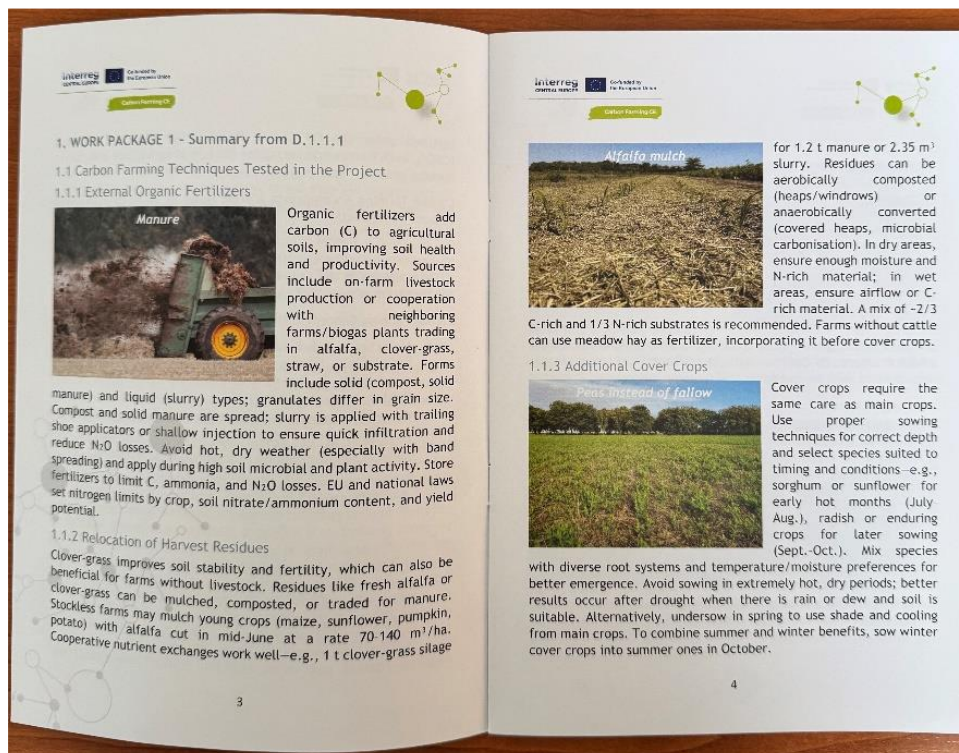 Interreg
CENTRAL EUROPE
Co-funded by
the European Union
Carbon Farming CE
1. WORK PACKAGE 1 - Summary from D.1.1.1
1.1 Carbon Farming Techniques Tested in the Project
1.1.1 External Organic Fertilizers
Manure
Organic fertilizers add
carbon (C) to agricultural
soils, improving soil health
and productivity. Sources
include on-farm livestock
production or cooperation
with neighboring
farms/biogas plants trading
in alfalfa, clover-grass,
straw, or substrate. Forms
include solid (compost, solid
manure) and liquid (slurry) types; granulates differ in grain size.
Compost and solid manure are spread; slurry is applied with trailing
shoe applicators or shallow injection to ensure quick infiltration and
reduce N₂O losses. Avoid hot, dry weather (especially with band
spreading) and apply during high soil microbial and plant activity. Store
fertilizers to limit C, ammonia, and N₂O losses. EU and national laws
set nitrogen limits by crop, soil nitrate/ammonium content, and yield
potential.
1.1.2 Relocation of Harvest Residues
Clover-grass improves soil stability and fertility, which can also be
beneficial for farms without livestock. Residues like fresh alfalfa or
clover-grass can be mulched, composted, or traded for manure.
Stockless farms may mulch young crops (maize, sunflower, pumpkin,
potato) with alfalfa cut in mid-June at a rate 70-140 m³/ha.
Cooperative nutrient exchanges work well—e.g., 1 t clover-grass silage
3
Interreg
CENTRAL EUROPE
Co-funded by
the European Union
Carbon Farming CE
Alfalfa mulch
for 1.2 t manure or 2.35 m³
slurry. Residues can be
aerobically composted
(heaps/windrows) or
anaerobically converted
(covered heaps, microbial
carbonisation). In dry areas,
ensure enough moisture and
N-rich material; in wet
areas, ensure airflow or C-
rich material. A mix of ~2/3
C-rich and 1/3 N-rich substrates is recommended. Farms without cattle
can use meadow hay as fertilizer, incorporating it before cover crops.
1.1.3 Additional Cover Crops
Peas instead of fallow
Cover crops require the
same care as main crops.
Use proper sowing
techniques for correct depth
and select species suited to
timing and conditions—e.g.,
sorghum or sunflower for
early hot months (July-
Aug.), radish or enduring
crops for later sowing
(Sept.-Oct.). Mix species
with diverse root systems and temperature/moisture preferences for
better emergence. Avoid sowing in extremely hot, dry periods; better
results occur after drought when there is rain or dew and soil is
suitable. Alternatively, undersow in spring to use shade and cooling
from main crops. To combine summer and winter benefits, sow winter
cover crops into summer ones in October.
4